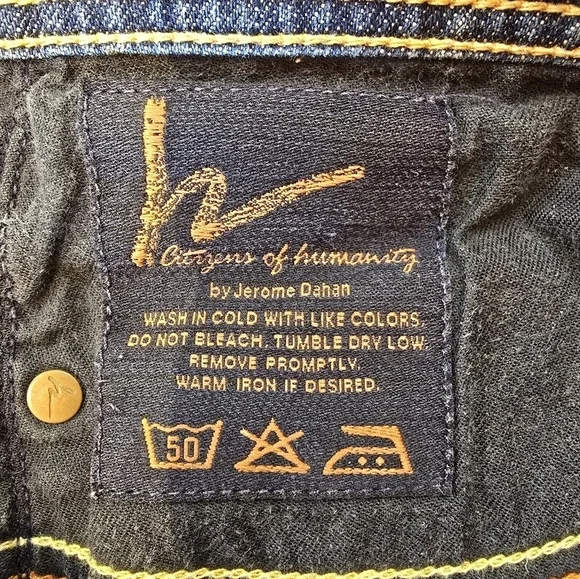 h
Citizens of humanity
by Jerome Dahan
WASH IN COLD WITH LIKE COLORS.
DO NOT BLEACH. TUMBLE DRY LOW.
REMOVE PROMPTLY.
WARM IRON IF DESIRED.
50